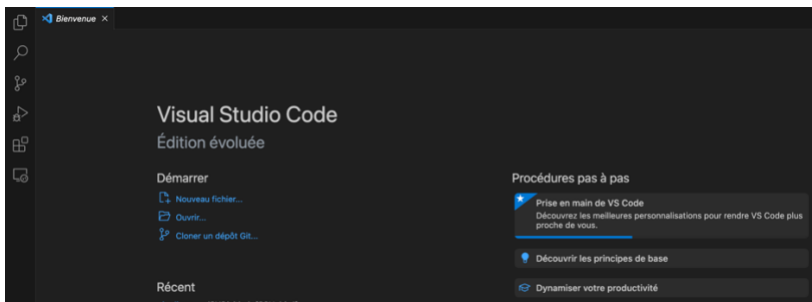 Bienvenue
Visual Studio Code
Édition évoluée
Démarrer
Nouveau fichier...
Ouvrir...
Cloner un dépôt Git...
Récent
Procédures pas à pas
Prise en main de VS Code
Découvrez les meilleures personnalisations pour rendre VS Code plus
proche de vous.
Découvrir les principes de base
Dynamiser votre productivité